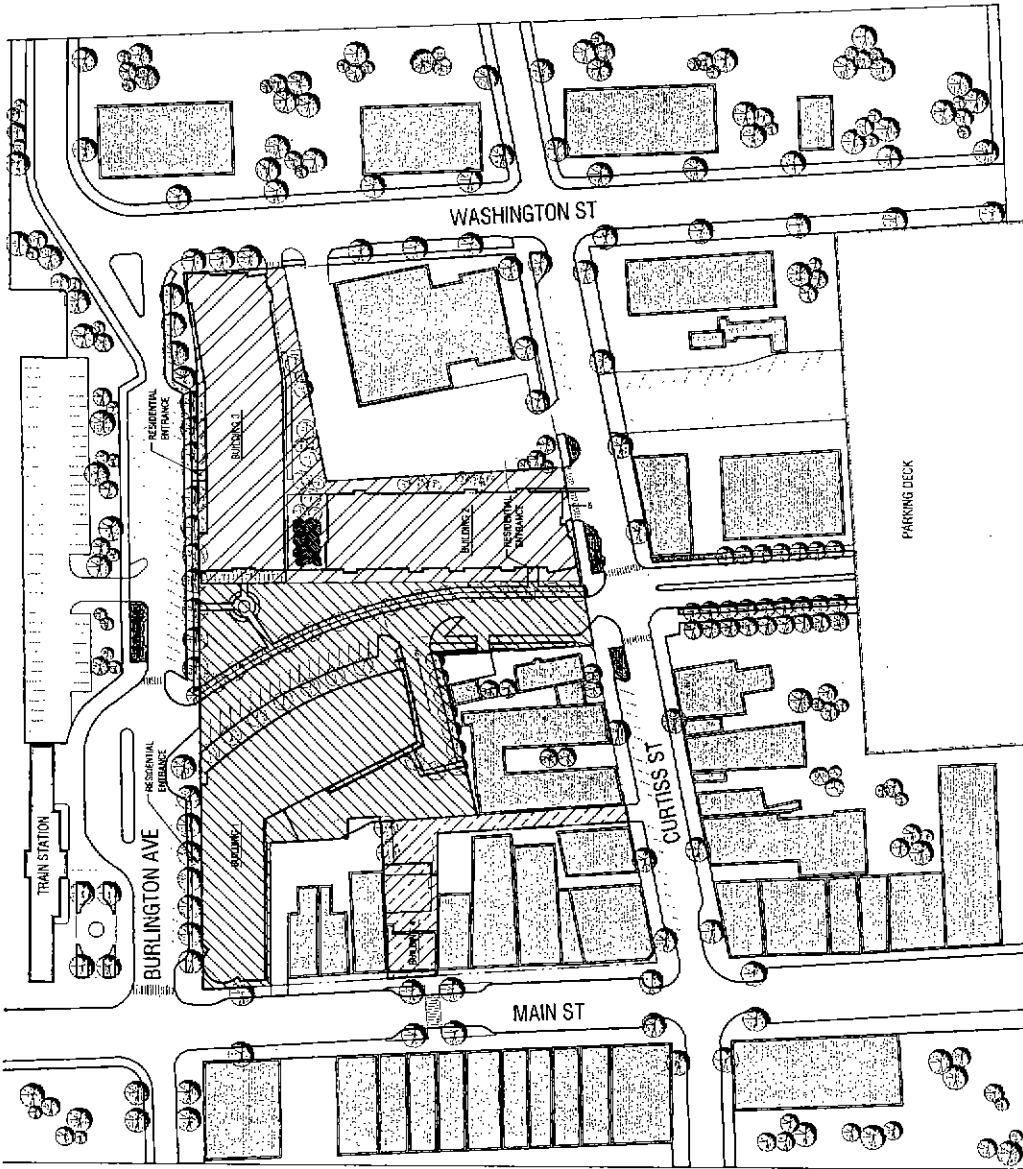 WASHINGTON ST
RESIDENTIAL
ENTRANCE
BUILDING 3
BUILDING 2
RESIDENTIAL
ENTRANCE
PARKING DECK
TRAIN STATION
BURLINGTON AVE
RESIDENTIAL
ENTRANCE
BUILDING
CURTISS ST
MAIN ST